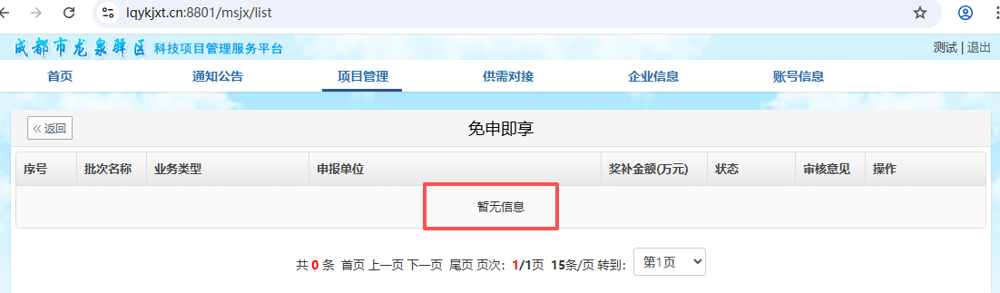 lqykjxt.cn:8801/msjx/list
成都市龙泉驿区 科技项目管理服务平台 测试 | 退出
首页 通知公告 项目管理 供需对接 企业信息 账号信息
返回 免申即享
序号 批次名称 业务类型 申报单位 奖补金额(万元) 状态 审核意见 操作
暂无信息
共 0 条 首页 上一页 下一页 尾页 页次: 1/1页 15条/页 转到: 第1页